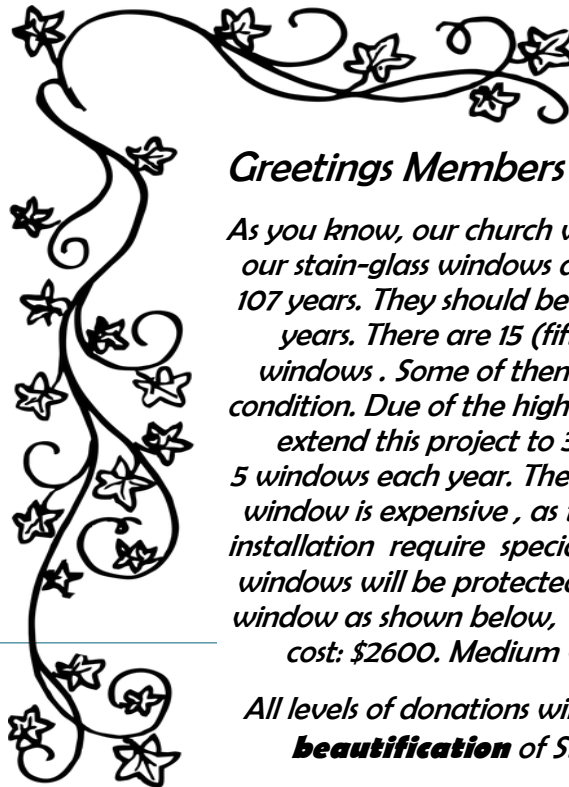 Greetings Members
As you know, our church
our stain-glass windows
107 years. They should be
years. There are 15
windows . Some of then
condition. Due of the high
extend this project to
5 windows each year. The
window is expensive , as
installation require
windows will be protected
window as shown below,
cost: $2600. Medium
All levels of donations
beautification of